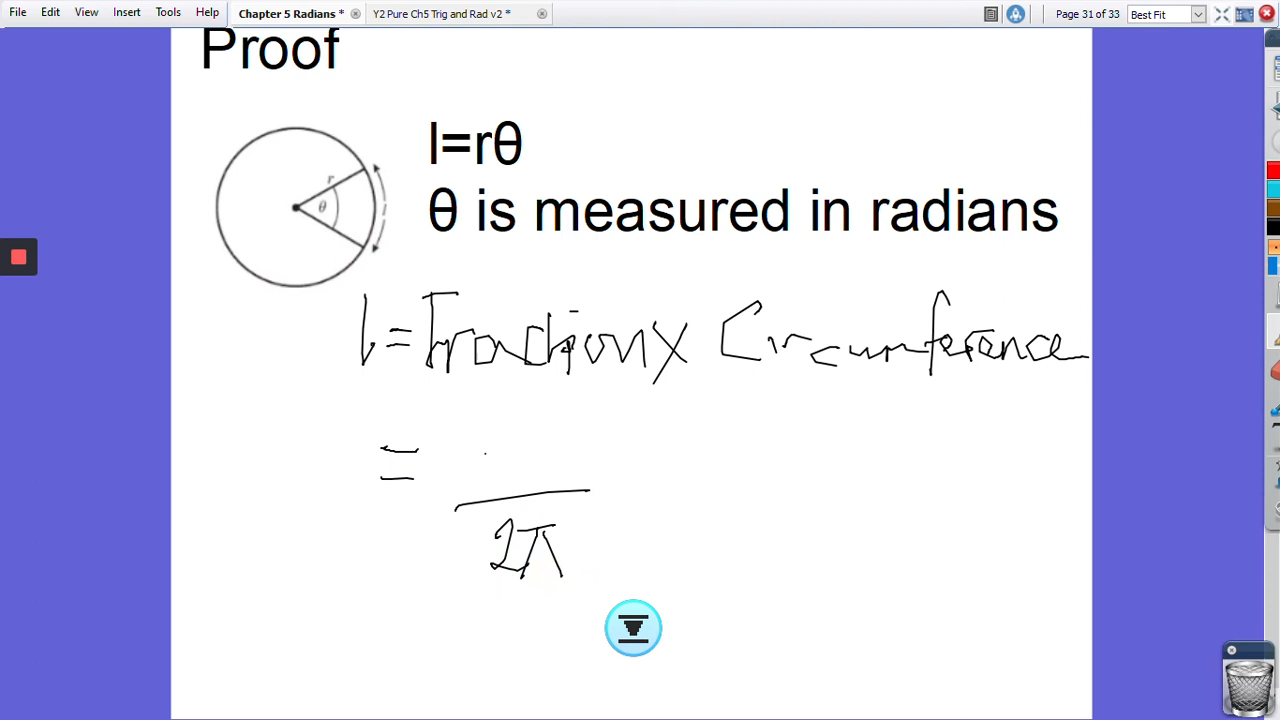 File Edit View Insert Tools Help Chapter 5 Radians * Y2 Pure Ch5 Trig and Rad v2 * Page 31 of 33 Best Fit
Proof
l=rθ
θ is measured in radians
r
θ
l
l = Fraction X Circumference
=
2π